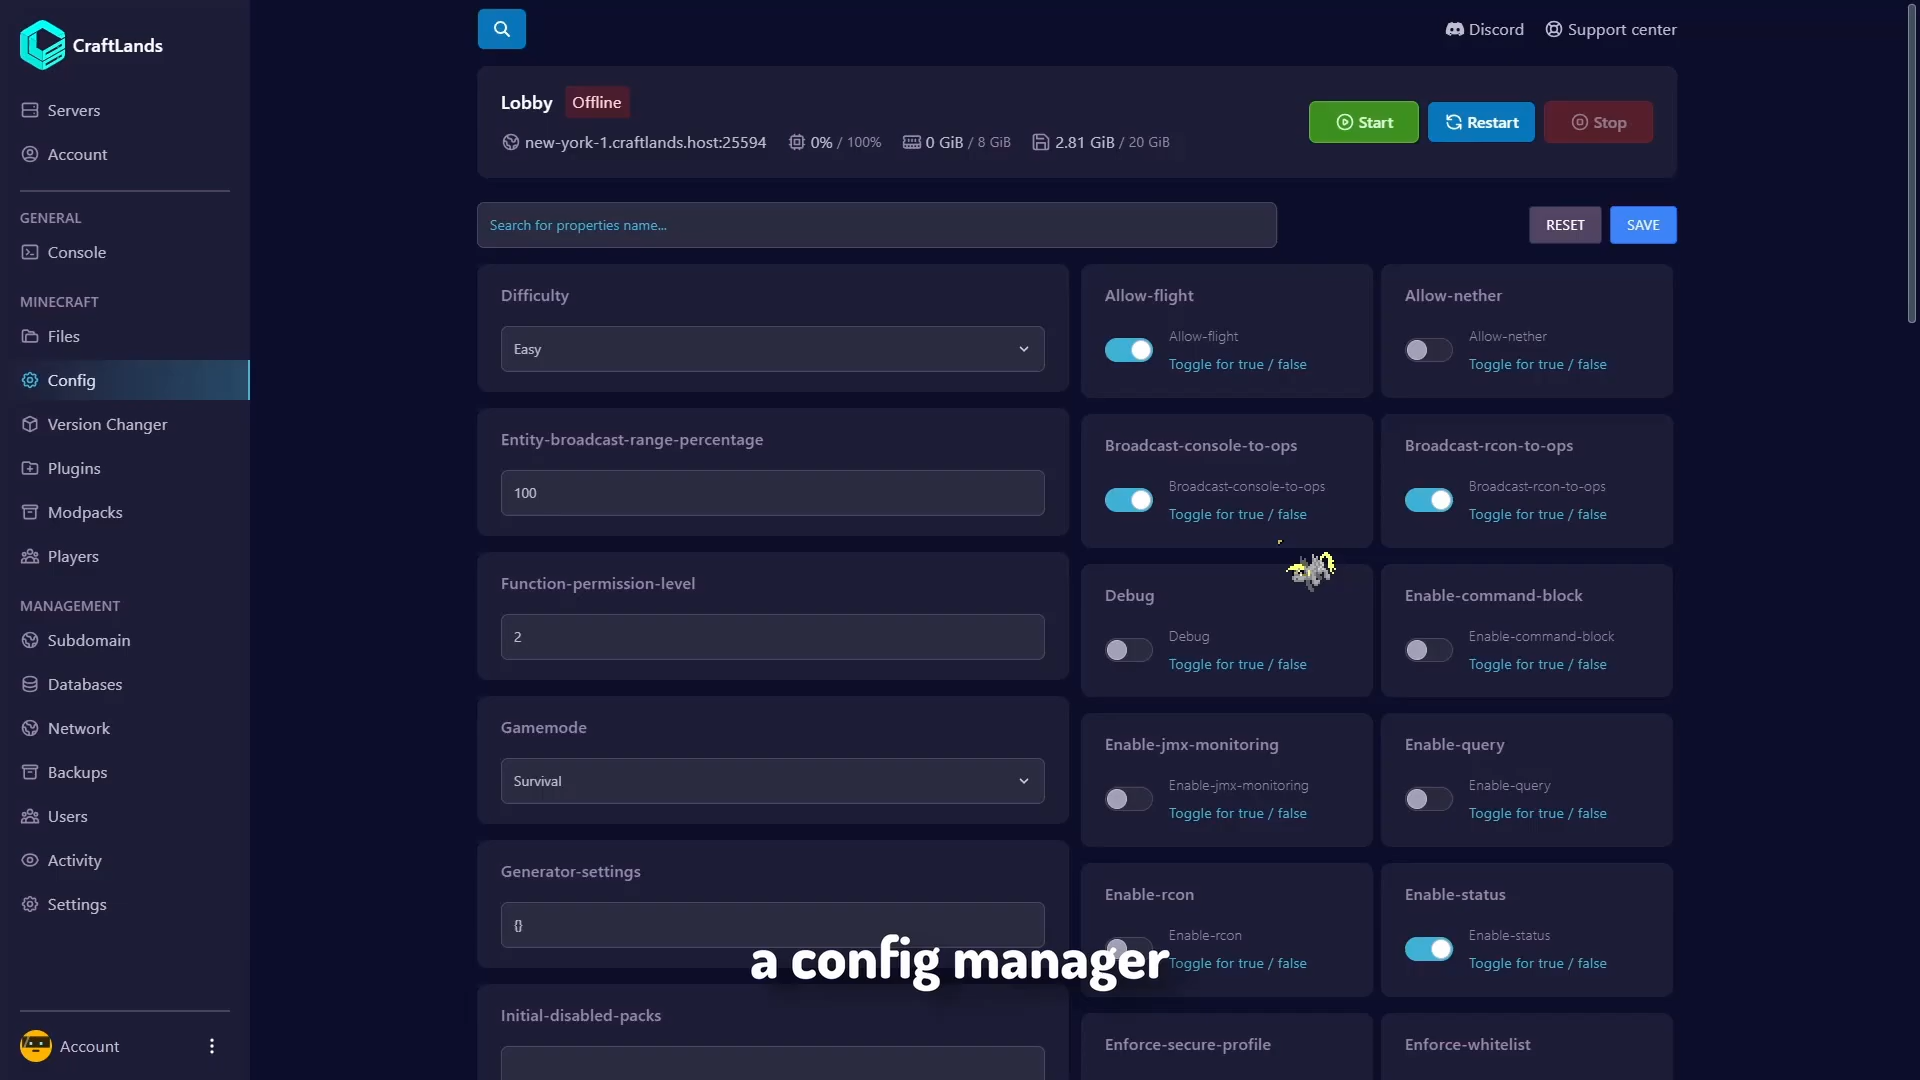 CraftLands
Servers
Account
GENERAL
Console
MINECRAFT
Files
Config
Version Changer
Plugins
Modpacks
Players
MANAGEMENT
Subdomain
Databases
Network
Backups
Users
Activity
Settings
Account
Discord
Support center
Lobby Offline
new-york-1.craftlands.host:25594 0% / 100% 0 GiB / 8 GiB 2.81 GiB / 20 GiB
Start Restart Stop
Search for properties name...
RESET SAVE
Difficulty
Easy
Entity-broadcast-range-percentage
100
Function-permission-level
2
Gamemode
Survival
Generator-settings
{}
Initial-disabled-packs
Allow-flight
Allow-flight
Toggle for true / false
Allow-nether
Allow-nether
Toggle for true / false
Broadcast-console-to-ops
Broadcast-console-to-ops
Toggle for true / false
Broadcast-rcon-to-ops
Broadcast-rcon-to-ops
Toggle for true / false
Debug
Debug
Toggle for true / false
Enable-command-block
Enable-command-block
Toggle for true / false
Enable-jmx-monitoring
Enable-jmx-monitoring
Toggle for true / false
Enable-query
Enable-query
Toggle for true / false
Enable-rcon
Enable-rcon
Toggle for true / false
Enable-status
Enable-status
Toggle for true / false
Enforce-secure-profile
Enforce-whitelist
a config manager